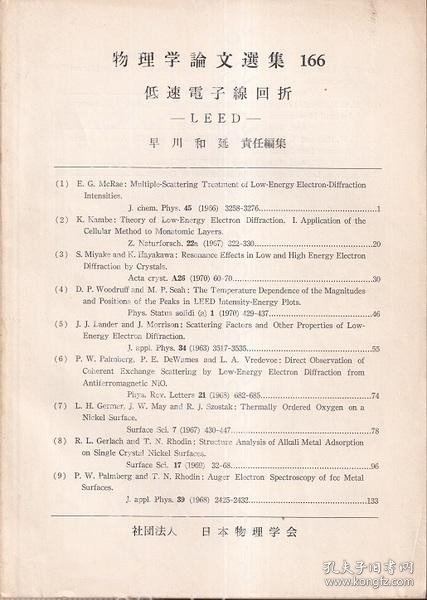 物理学論文選集 166
低速電子線回折
—LEED—
早川和延 責任編集
(1) E. G. McRae: Multiple-Scattering Treatment of Low-Energy Electron-Diffraction
Intensities.
J. chem. Phys. 45 (1966) 3258-3276.....1
(2) K. Kambe: Theory of Low-Energy Electron Diffraction. I. Application of the
Cellular Method to Monatomic Layers.
Z. Naturforsch. 22a (1967) 322-330.....20
(3) S. Miyake and K. Hayakawa: Resonance Effects in Low and High Energy Electron
Diffraction by Crystals.
Acta cryst. A26 (1970) 60-70.....30
(4) D. P. Woodruff and M. P. Seah: The Temperature Dependence of the Magnitudes
and Positions of the Peaks in LEED Intensity-Energy Plots.
Phys. Status solidi (a) 1 (1970) 429-437.....46
(5) J. J. Lander and J. Morrison: Scattering Factors and Other Properties of Low-
Energy Electron Diffraction.
J. appl. Phys. 34 (1963) 3517-3535.....55
(6) P. W. Palmberg, P. E. DeWames and L. A. Vredevoe: Direct Observation of
Coherent Exchange Scattering by Low-Energy Electron Diffraction from
Antiferromagnetic NiO.
Phys. Rev. Letters 21 (1968) 682-685.....74
(7) L. H. Germer, J. W. May and R. J. Szostak: Thermally Ordered Oxygen on a
Nickel Surface.
Surface Sci. 7 (1967) 430-447.....78
(8) R. L. Gerlach and T. N. Rhodin: Structure Analysis of Alkali Metal Adsorption
on Single Crystal Nickel Surfaces.
Surface Sci. 17 (1969) 32-68.....96
(9) P. W. Palmberg and T. N. Rhodin: Auger Electron Spectroscopy of fcc Metal
Surfaces.
J. appl. Phys. 39 (1968) 2425-2432.....133
社団法人 日本物理学会
孔夫子旧书网
www.kongfz.com